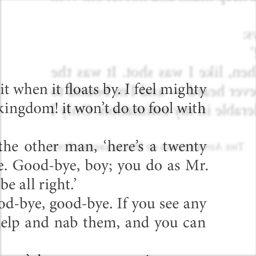 it when it floats by. I feel mighty
kingdom! it won’t do to fool with
the other man, ‘here’s a twenty
e. Good-bye, boy; you do as Mr.
be all right.’
od-bye, good-bye. If you see any
elp and nab them, and you can